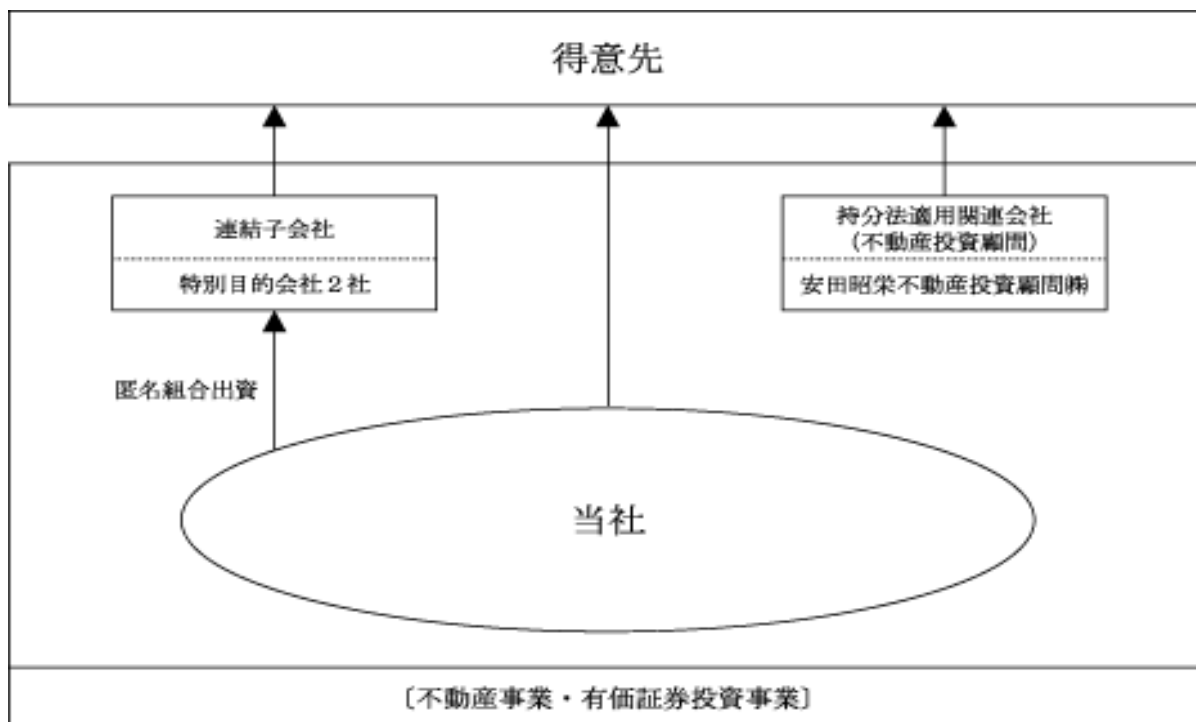 得意先
連結子会社
特別目的会社2社
持分法適用関連会社
(不動産投資顧問)
安田昭栄不動産投資顧問㈱
匿名組合出資
当社
〔不動産事業・有価証券投資事業〕